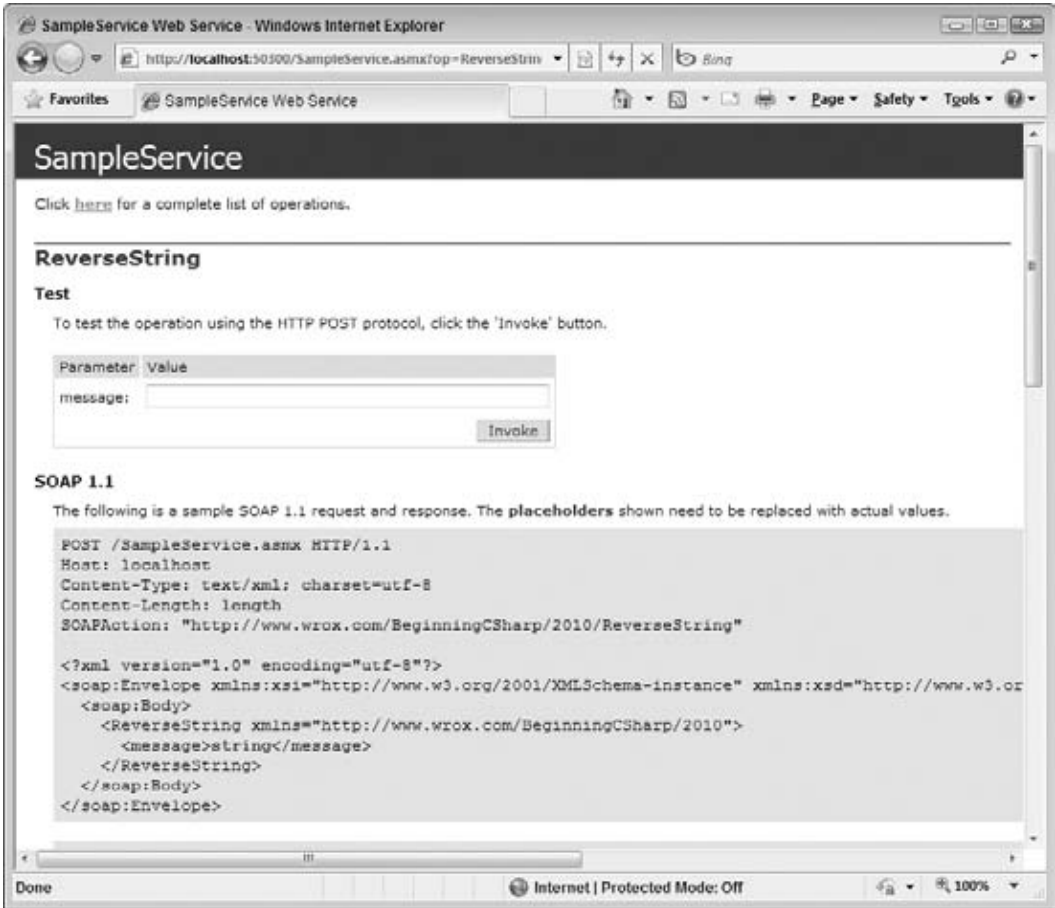 SampleService Web Service - Windows Internet Explorer
http://localhost:50300/SampleService.asmx?op=ReverseStrin
Bing
Favorites
SampleService Web Service
Page
Safety
Tools
SampleService
Click here for a complete list of operations.
ReverseString
Test
To test the operation using the HTTP POST protocol, click the 'Invoke' button.
Parameter Value
message:
Invoke
SOAP 1.1
The following is a sample SOAP 1.1 request and response. The placeholders shown need to be replaced with actual values.
POST /SampleService.asmx HTTP/1.1
Host: localhost
Content-Type: text/xml; charset=utf-8
Content-Length: length
SOAPAction: "http://www.wrox.com/BeginningCSharp/2010/ReverseString"
<?xml version="1.0" encoding="utf-8"?>
<soap:Envelope xmlns:xsi="http://www.w3.org/2001/XMLSchema-instance" xmlns:xsd="http://www.w3.or
<soap:Body>
<ReverseString xmlns="http://www.wrox.com/BeginningCSharp/2010">
<message>string</message>
</ReverseString>
</soap:Body>
</soap:Envelope>
Done
Internet | Protected Mode: Off
100%